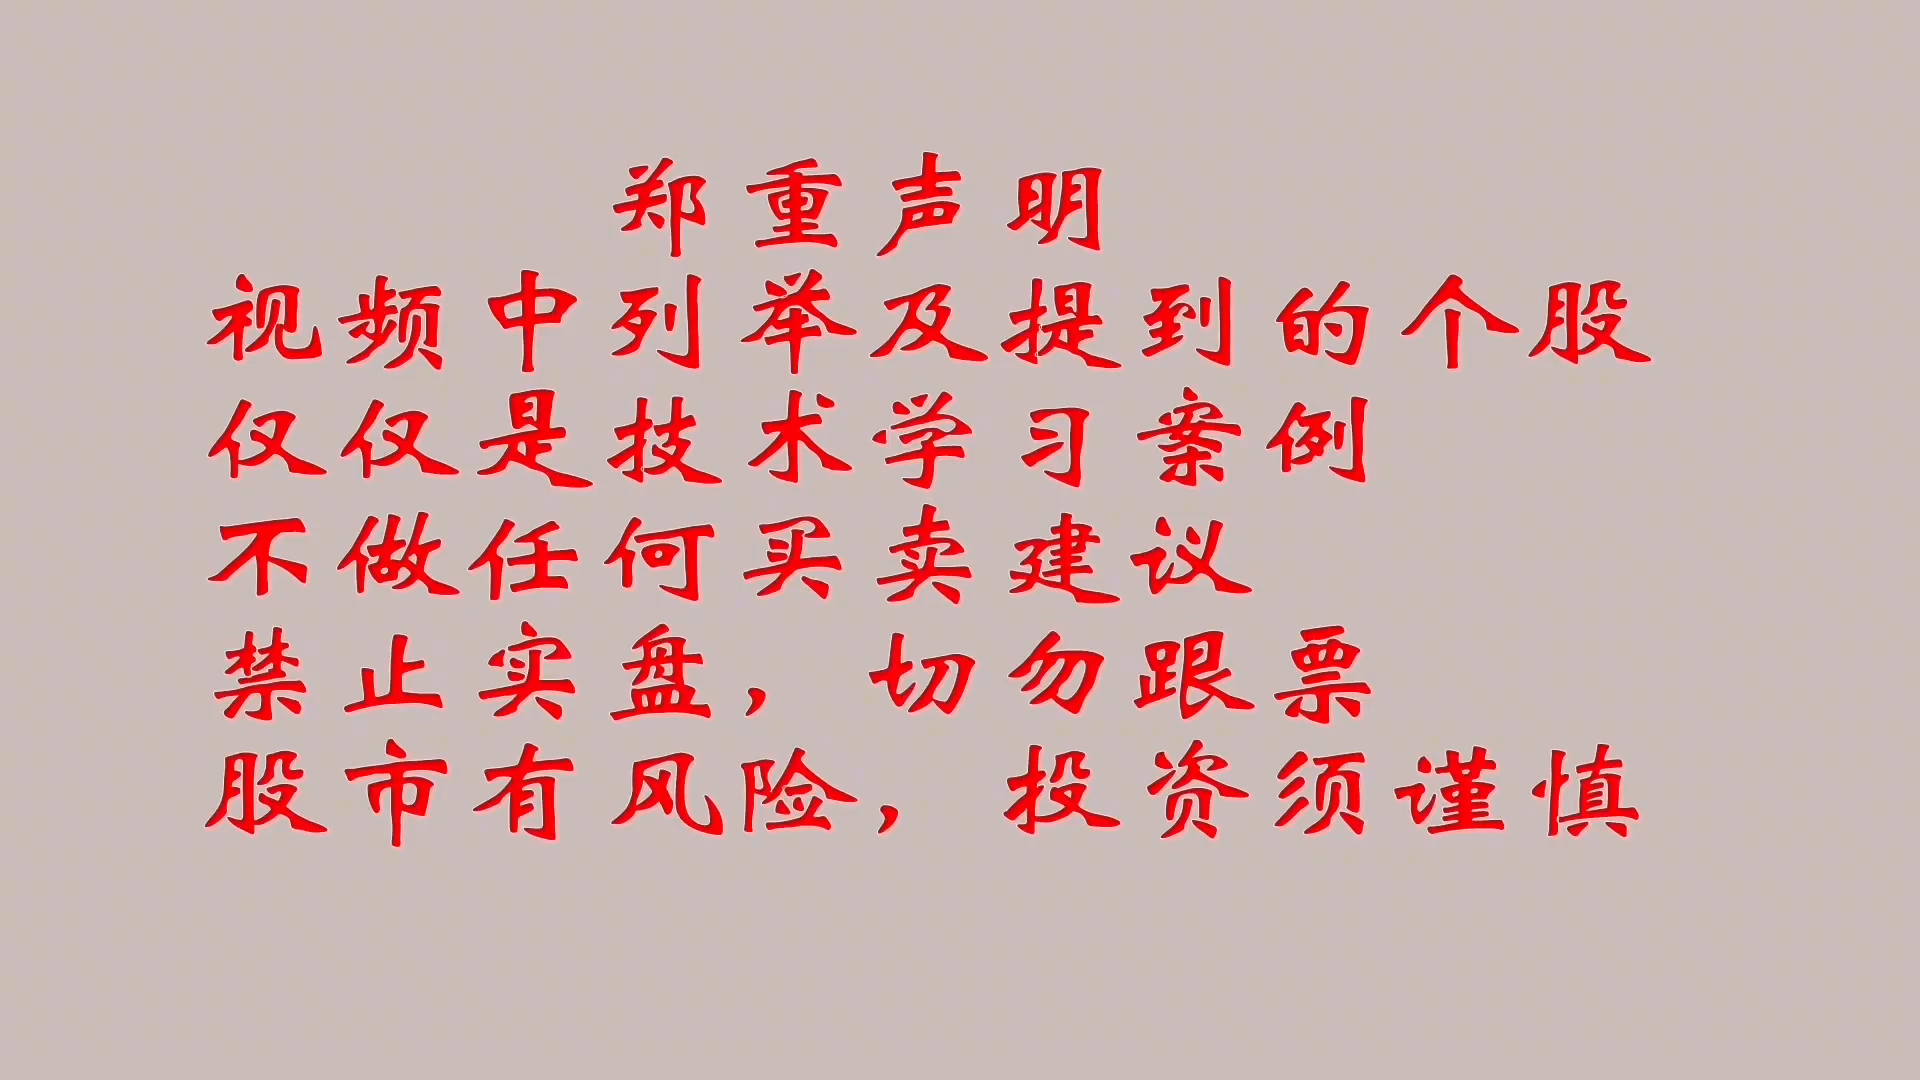 郑重声明
视频中列举及提到的个股
仅仅是技术学习案例
不做任何买卖建议
禁止实盘，切勿跟票
股市有风险，投资须谨慎